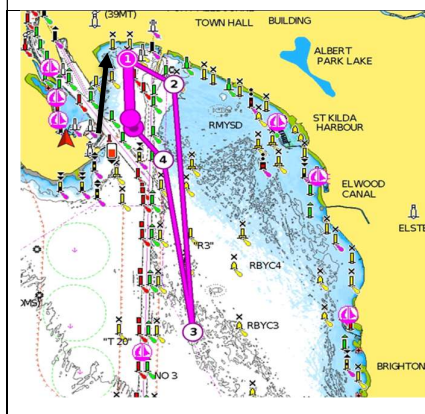 (39MT)
TOWN HALL
BUILDING
ALBERT
PARK LAKE
1
2
RMYSD
ST KILDA
HARBOUR
4
ELWOOD
CANAL
"R3"
ELSTE
RBYC4
3
RBYC3
"T 20"
NO 3
BRIGHTON